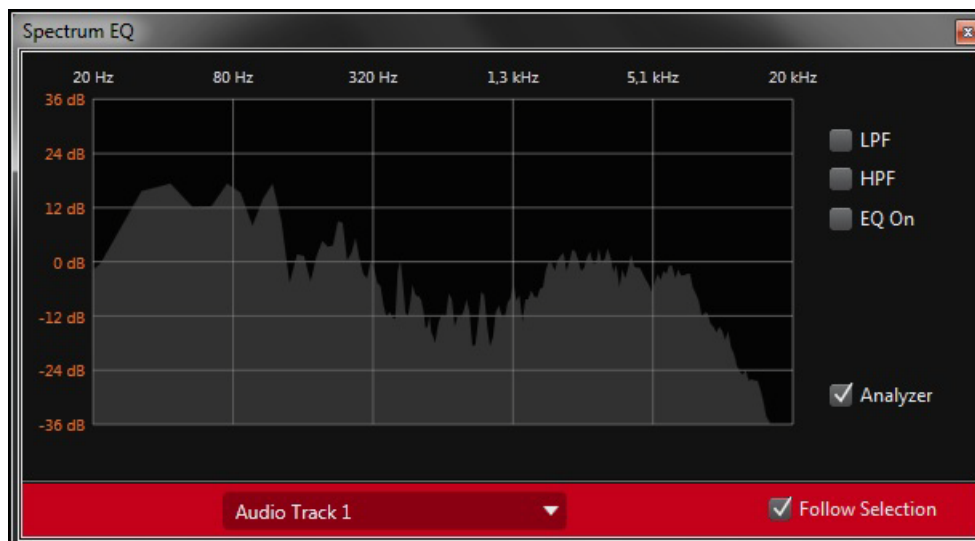 Spectrum EQ
20 Hz 80 Hz 320 Hz 1,3 kHz 5,1 kHz 20 kHz
36 dB
24 dB
12 dB
0 dB
-12 dB
-24 dB
-36 dB
LPF
HPF
EQ On
Analyzer
Audio Track 1
Follow Selection